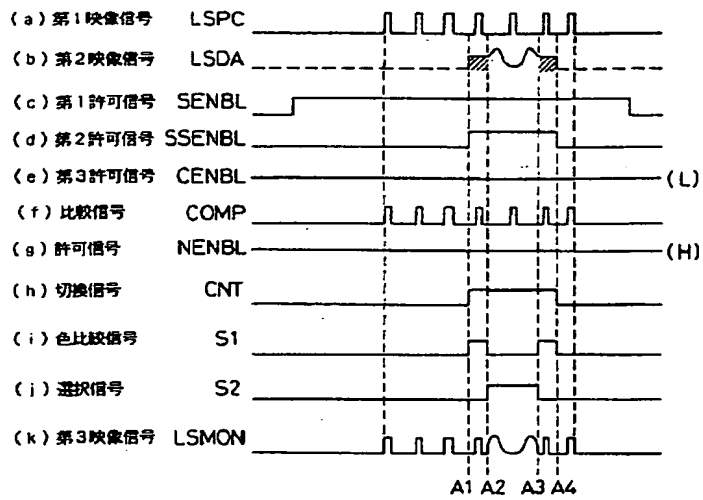 (a) 第1映像信号 LSPC
(b) 第2映像信号 LSDA
(c) 第1許可信号 SENBL
(d) 第2許可信号 SSENBL
(e) 第3許可信号 CENBL (L)
(f) 比較信号 COMP
(g) 許可信号 NENBL (H)
(h) 切換信号 CNT
(i) 色比較信号 S1
(j) 選択信号 S2
(k) 第3映像信号 LSMON
A1 A2 A3 A4